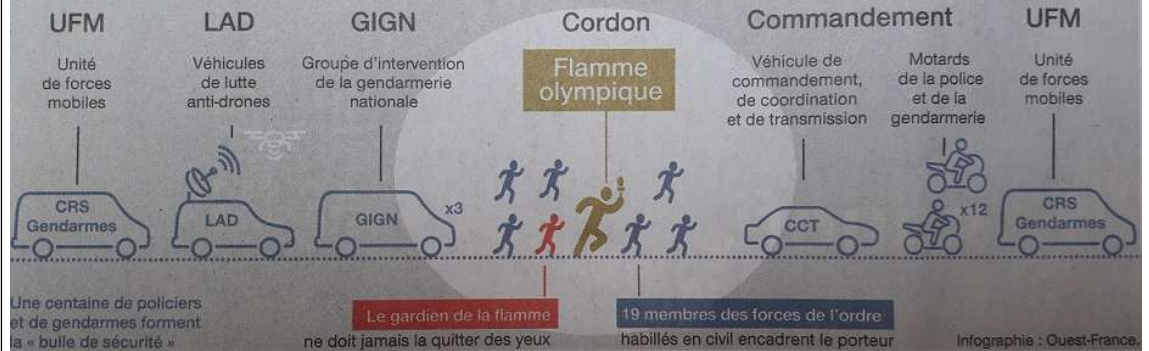 UFM
Unité
de forces
mobiles
CRS
Gendarmes
LAD
Véhicules
de lutte
anti-drones
LAD
GIGN
Groupe d'intervention
de la gendarmerie
nationale
GIGN
x3
Cordon
Flamme
olympique
Commandement
Véhicule de
commandement,
de coordination
et de transmission
CCT
Motards
de la police
et de la
gendarmerie
x12
UFM
Unité
de forces
mobiles
CRS
Gendarmes
Une centaine de policiers
et de gendarmes forment
la « bulle de sécurité »
Le gardien de la flamme
ne doit jamais la quitter des yeux
19 membres des forces de l'ordre
habillés en civil encadrent le porteur
Infographie : Ouest-France.